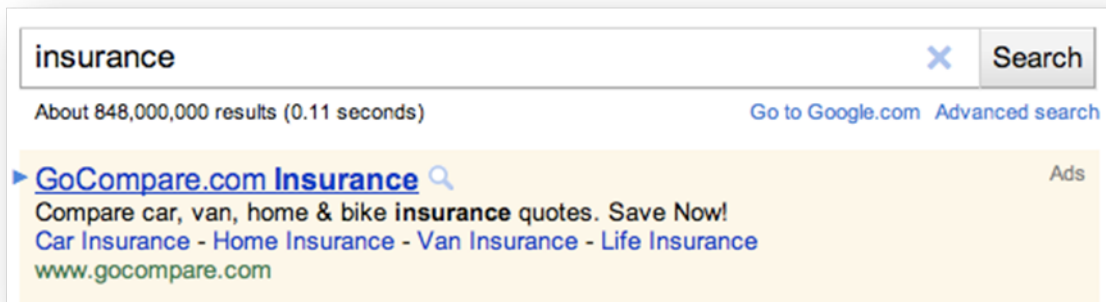 insurance Search
About 848,000,000 results (0.11 seconds) Go to Google.com Advanced search
GoCompare.com Insurance Ads
Compare car, van, home & bike insurance quotes. Save Now!
Car Insurance - Home Insurance - Van Insurance - Life Insurance
www.gocompare.com